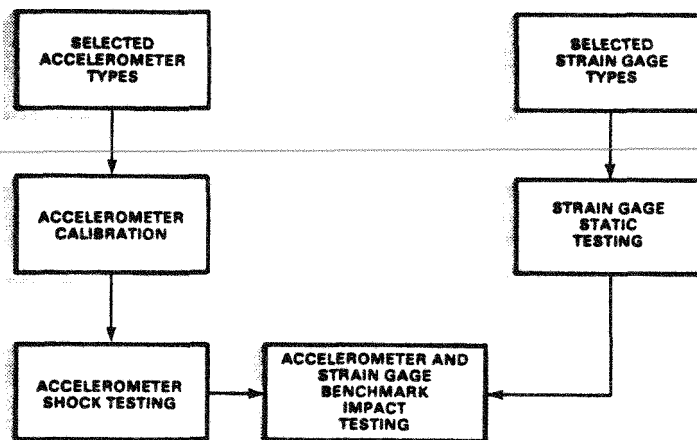 SELECTED
ACCELEROMETER
TYPES
SELECTED
STRAIN GAGE
TYPES
ACCELEROMETER
CALIBRATION
STRAIN GAGE
STATIC
TESTING
ACCELEROMETER
SHOCK TESTING
ACCELEROMETER AND
STRAIN GAGE
BENCHMARK
IMPACT
TESTING